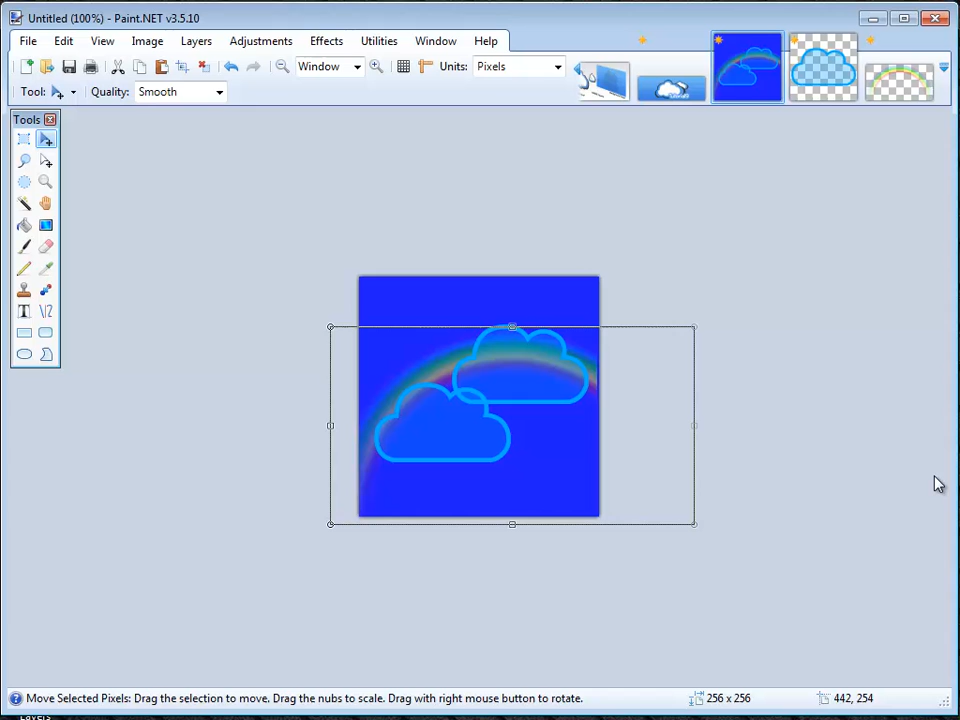 Untitled (100%) - Paint.NET v3.5.10
File Edit View Image Layers Adjustments Effects Utilities Window Help
Window Units: Pixels
Tool: Quality: Smooth
Tools
Move Selected Pixels: Drag the selection to move. Drag the nubs to scale. Drag with right mouse button to rotate. 256 x 256 442, 254
Layers